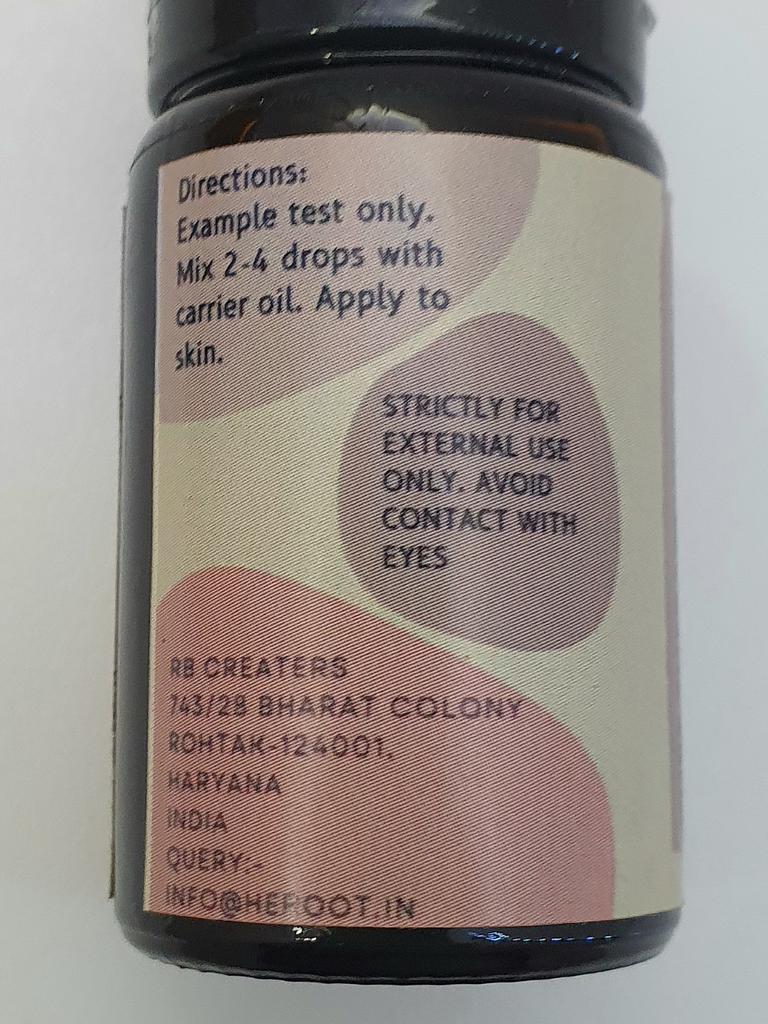 Directions:
Example test only.
Mix 2-4 drops with
carrier oil. Apply to
skin.
STRICTLY FOR
EXTERNAL USE
ONLY. AVOID
CONTACT WITH
EYES
RB CREATERS
743/28 BHARAT COLONY
ROHTAK-124001,
HARYANA
INDIA
QUERY:-
INFO@HEROOT.IN